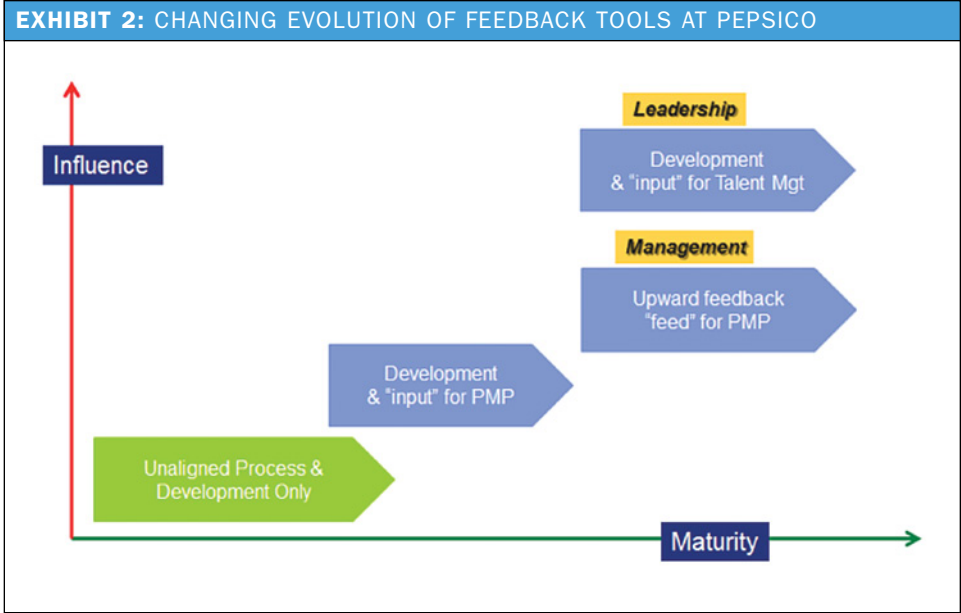 EXHIBIT 2: CHANGING EVOLUTION OF FEEDBACK TOOLS AT PEPSICO
Influence
Leadership
Development
& "input" for Talent Mgt
Management
Upward feedback
"feed" for PMP
Development
& "input" for PMP
Unaligned Process &
Development Only
Maturity